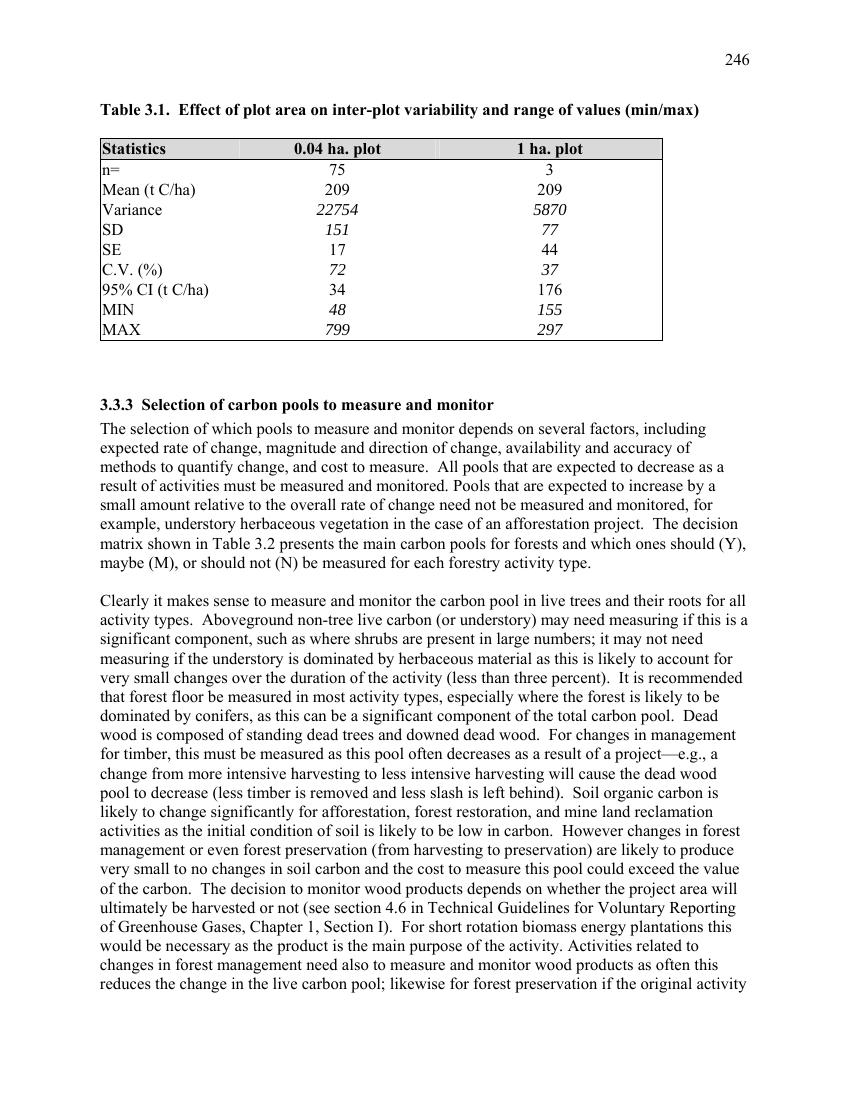 246
Table 3.1.  Effect of plot area on inter-plot variability and range of values (min/max)
Statistics 0.04 ha. plot 1 ha. plot
n= 75 3
Mean (t C/ha) 209 209
Variance 22754 5870
SD 151 77
SE 17 44
C.V. (%) 72 37
95% CI (t C/ha) 34 176
MIN 48 155
MAX 799 297
3.3.3  Selection of carbon pools to measure and monitor
The selection of which pools to measure and monitor depends on several factors, including
expected rate of change, magnitude and direction of change, availability and accuracy of
methods to quantify change, and cost to measure.  All pools that are expected to decrease as a
result of activities must be measured and monitored. Pools that are expected to increase by a
small amount relative to the overall rate of change need not be measured and monitored, for
example, understory herbaceous vegetation in the case of an afforestation project.  The decision
matrix shown in Table 3.2 presents the main carbon pools for forests and which ones should (Y),
maybe (M), or should not (N) be measured for each forestry activity type.
Clearly it makes sense to measure and monitor the carbon pool in live trees and their roots for all
activity types.  Aboveground non-tree live carbon (or understory) may need measuring if this is a
significant component, such as where shrubs are present in large numbers; it may not need
measuring if the understory is dominated by herbaceous material as this is likely to account for
very small changes over the duration of the activity (less than three percent).  It is recommended
that forest floor be measured in most activity types, especially where the forest is likely to be
dominated by conifers, as this can be a significant component of the total carbon pool.  Dead
wood is composed of standing dead trees and downed dead wood.  For changes in management
for timber, this must be measured as this pool often decreases as a result of a project—e.g., a
change from more intensive harvesting to less intensive harvesting will cause the dead wood
pool to decrease (less timber is removed and less slash is left behind).  Soil organic carbon is
likely to change significantly for afforestation, forest restoration, and mine land reclamation
activities as the initial condition of soil is likely to be low in carbon.  However changes in forest
management or even forest preservation (from harvesting to preservation) are likely to produce
very small to no changes in soil carbon and the cost to measure this pool could exceed the value
of the carbon.  The decision to monitor wood products depends on whether the project area will
ultimately be harvested or not (see section 4.6 in Technical Guidelines for Voluntary Reporting
of Greenhouse Gases, Chapter 1, Section I).  For short rotation biomass energy plantations this
would be necessary as the product is the main purpose of the activity. Activities related to
changes in forest management need also to measure and monitor wood products as often this
reduces the change in the live carbon pool; likewise for forest preservation if the original activity